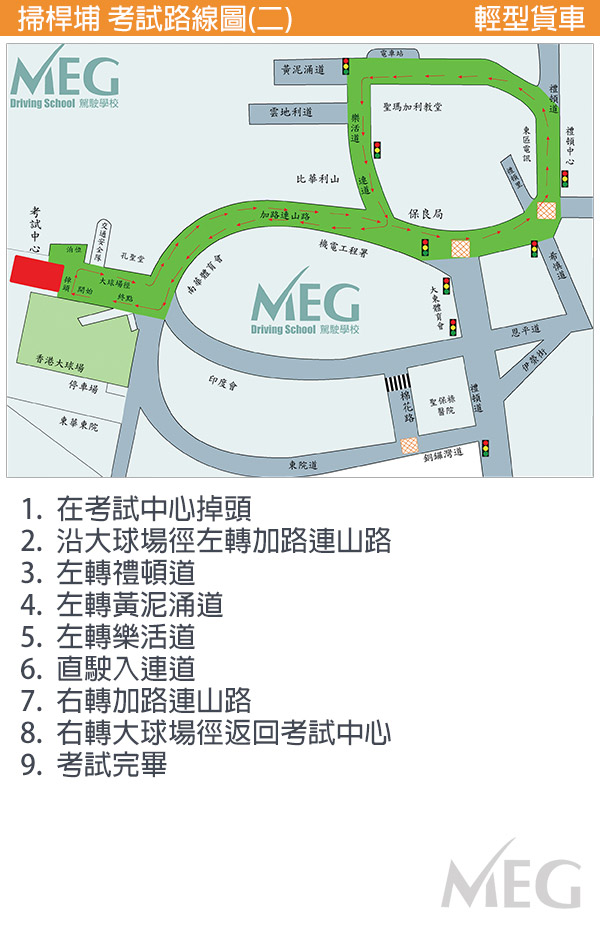 掃桿埔 考試路線圖(二)
輕型貨車
MEG
Driving School 駕駛學校
電車站
黃泥涌道
禮頓道
雲地利道
聖瑪加利教堂
樂活道
東區電訊
禮頓中心
禮頓里
比華利山
連道
保良局
加路連山路
考試中心
交通安全隊
泊位
孔聖堂
機電工程署
希慎道
南華體育會
掉頭
大球場徑
開始
終點
MEG
Driving School 駕駛學校
大東體育會
恩平道
伊榮街
香港大球場
停車場
印度會
棉花路
聖保祿醫院
禮頓道
東華東院
東院道
銅鑼灣道
1. 在考試中心掉頭
2. 沿大球場徑左轉加路連山路
3. 左轉禮頓道
4. 左轉黃泥涌道
5. 左轉樂活道
6. 直駛入連道
7. 右轉加路連山路
8. 右轉大球場徑返回考試中心
9. 考試完畢
MEG